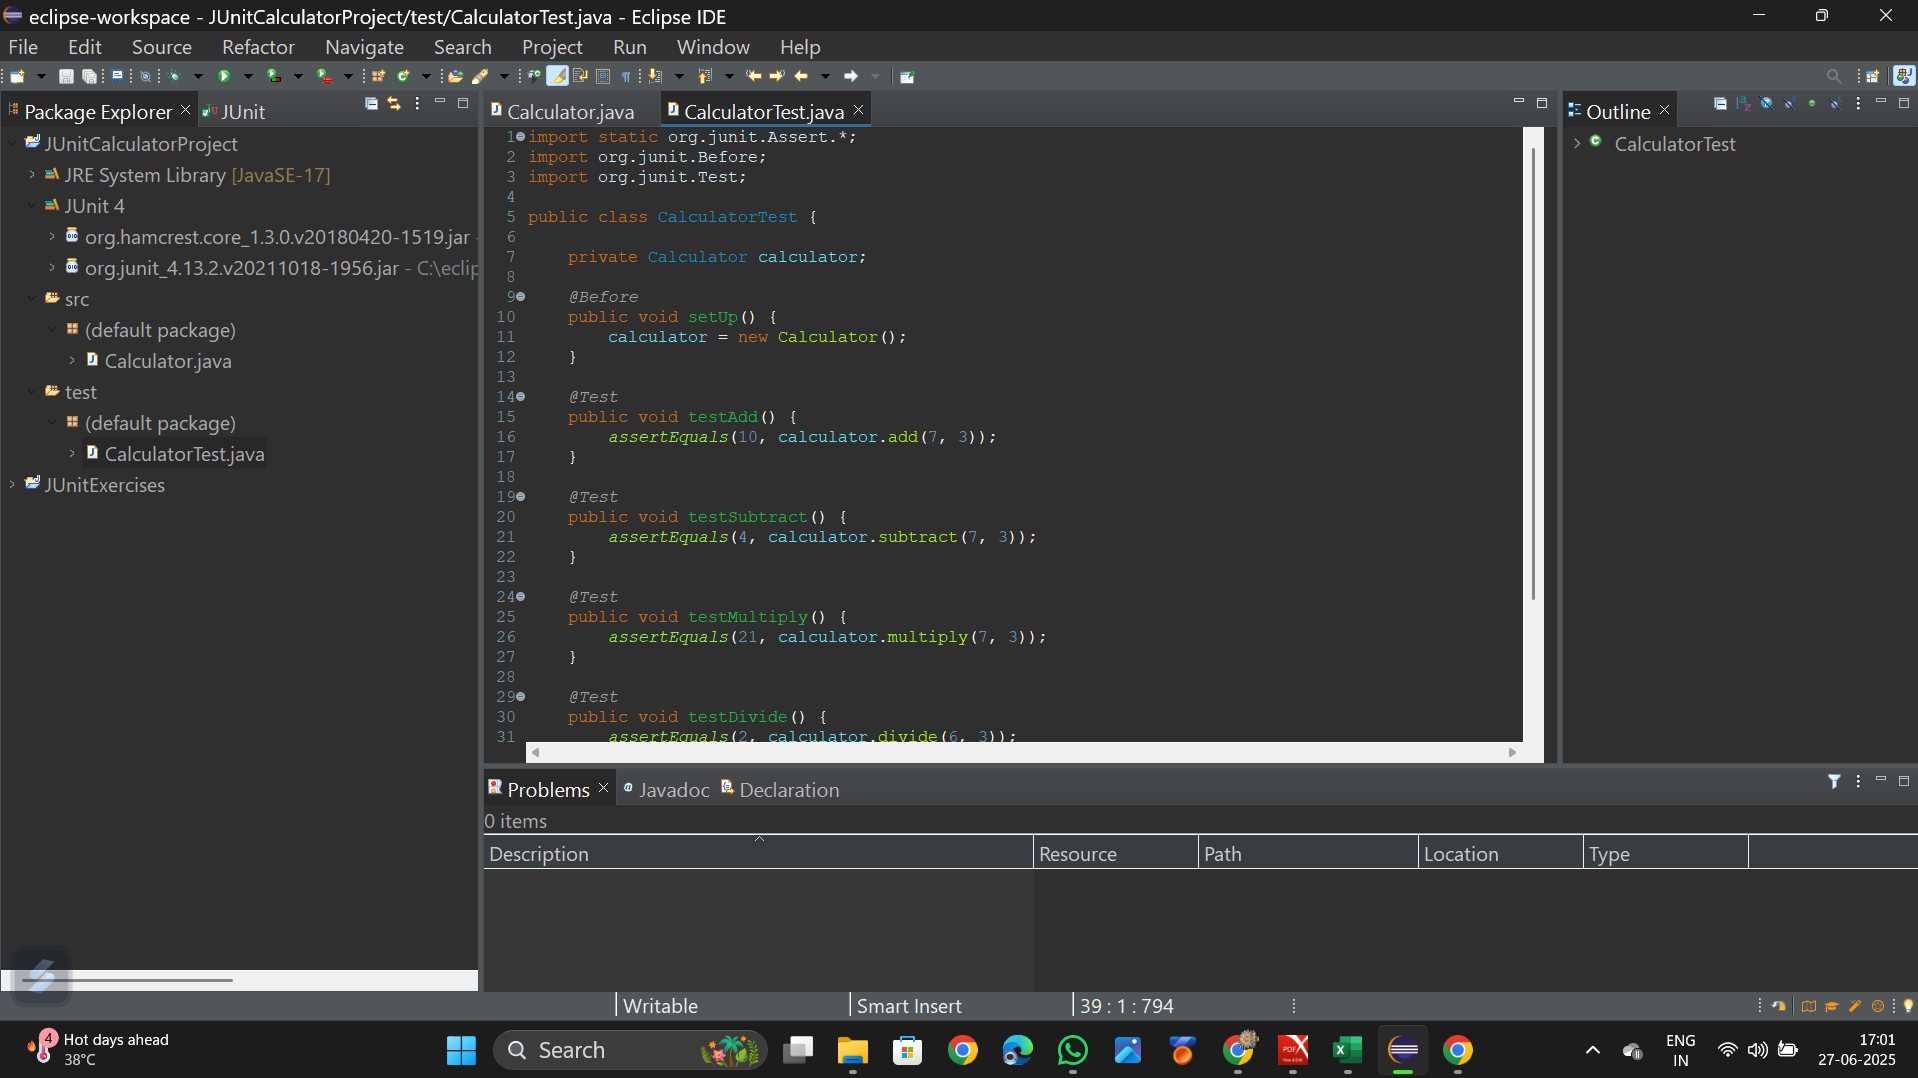 eclipse-workspace - JUnitCalculatorProject/test/CalculatorTest.java - Eclipse IDE
File Edit Source Refactor Navigate Search Project Run Window Help
Package Explorer
JUnit
JUnitCalculatorProject
JRE System Library [JavaSE-17]
JUnit 4
org.hamcrest.core_1.3.0.v20180420-1519.jar -
org.junit_4.13.2.v20211018-1956.jar - C:\eclip
src
(default package)
Calculator.java
test
(default package)
CalculatorTest.java
JUnitExercises
Calculator.java
CalculatorTest.java
1 import static org.junit.Assert.*;
2 import org.junit.Before;
3 import org.junit.Test;
4
5 public class CalculatorTest {
6
7     private Calculator calculator;
8
9     @Before
10     public void setUp() {
11         calculator = new Calculator();
12     }
13
14     @Test
15     public void testAdd() {
16         assertEquals(10, calculator.add(7, 3));
17     }
18
19     @Test
20     public void testSubtract() {
21         assertEquals(4, calculator.subtract(7, 3));
22     }
23
24     @Test
25     public void testMultiply() {
26         assertEquals(21, calculator.multiply(7, 3));
27     }
28
29     @Test
30     public void testDivide() {
31         assertEquals(2, calculator.divide(6, 3));
Outline
CalculatorTest
Problems
Javadoc
Declaration
0 items
Description Resource Path Location Type
Writable Smart Insert 39 : 1 : 794
4
Hot days ahead
38°C
Search
ENG
IN
17:01
27-06-2025